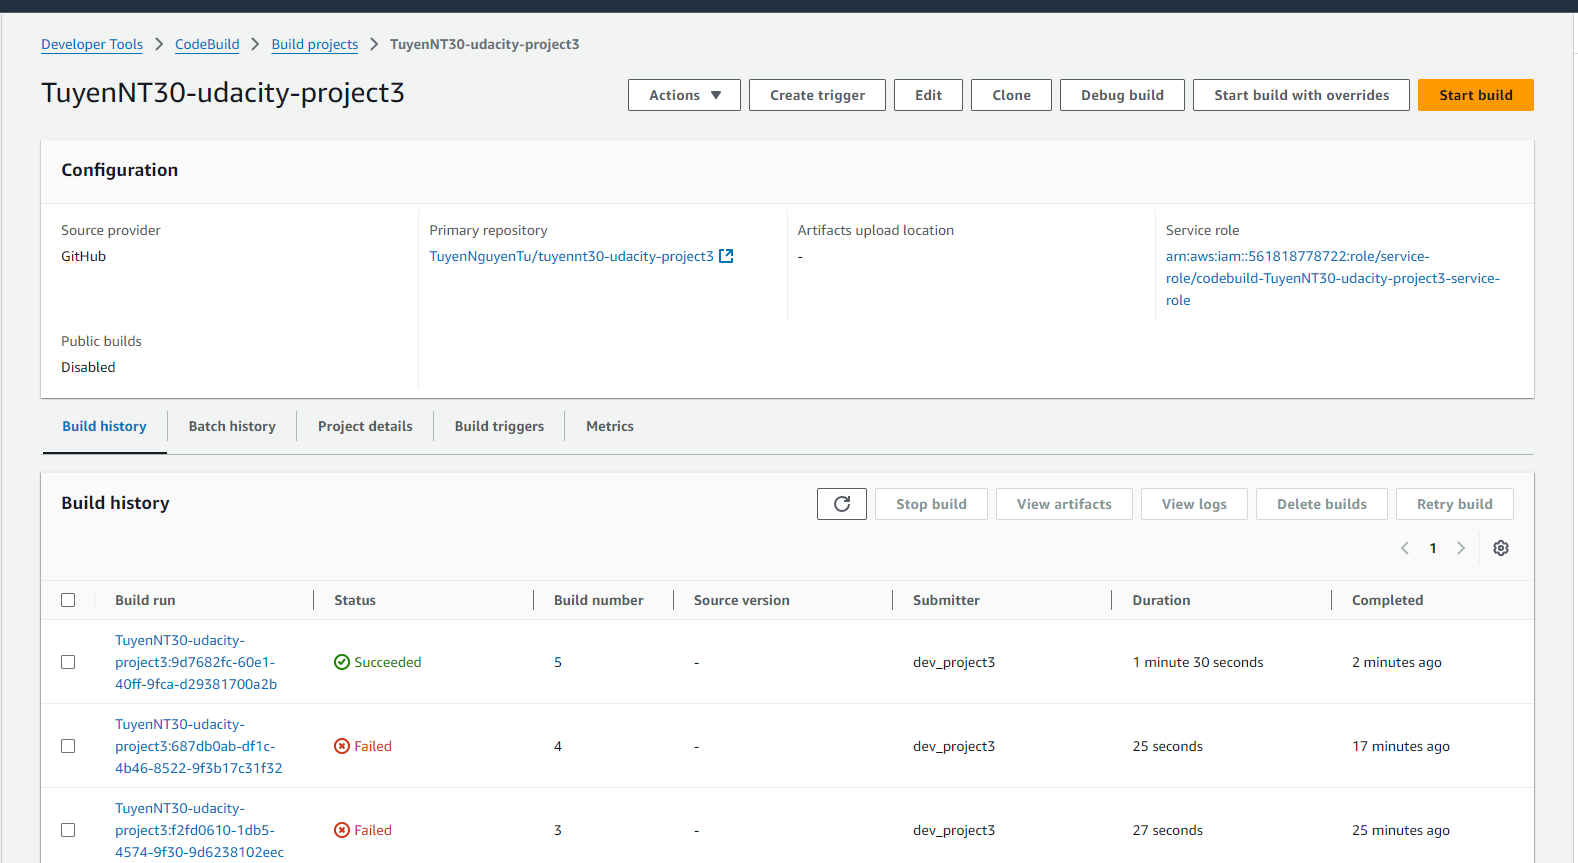 Developer Tools > CodeBuild > Build projects > TuyenNT30-udacity-project3
TuyenNT30-udacity-project3
Actions ▼ Create trigger Edit Clone Debug build Start build with overrides Start build
Configuration
Source provider
GitHub
Primary repository
TuyenNguyenTu/tuyennt30-udacity-project3
Artifacts upload location
-
Service role
arn:aws:iam::561818778722:role/service-
role/codebuild-TuyenNT30-udacity-project3-service-
role
Public builds
Disabled
Build history Batch history Project details Build triggers Metrics
Build history
Stop build View artifacts View logs Delete builds Retry build
< 1 >
Build run Status Build number Source version Submitter Duration Completed
TuyenNT30-udacity-
project3:9d7682fc-60e1-
40ff-9fca-d29381700a2b
Succeeded 5 - dev_project3 1 minute 30 seconds 2 minutes ago
TuyenNT30-udacity-
project3:687db0ab-df1c-
4b46-8522-9f3b17c31f32
Failed 4 - dev_project3 25 seconds 17 minutes ago
TuyenNT30-udacity-
project3:f2fd0610-1db5-
4574-9f30-9d6238102eec
Failed 3 - dev_project3 27 seconds 25 minutes ago